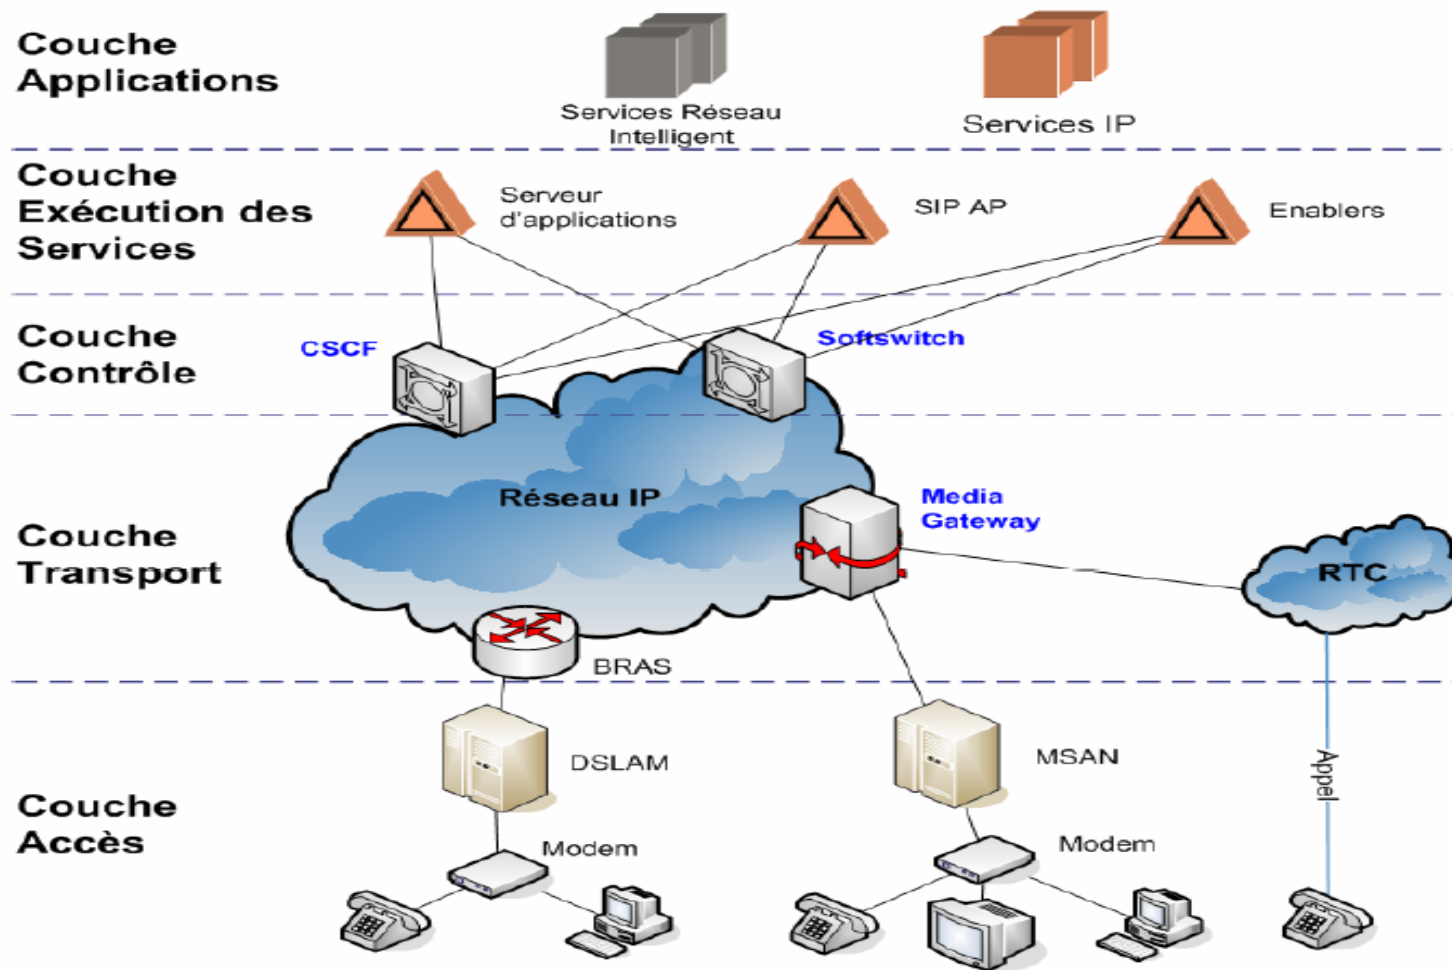 Couche
Applications
Services Réseau
Intelligent
Services IP
Couche
Exécution des
Services
Serveur
d'applications
SIP AP
Enablers
Couche
Contrôle
CSCF
Softswitch
Couche
Transport
Réseau IP
Media
Gateway
RTC
BRAS
Couche
Accès
DSLAM
MSAN
Appel
Modem
Modem